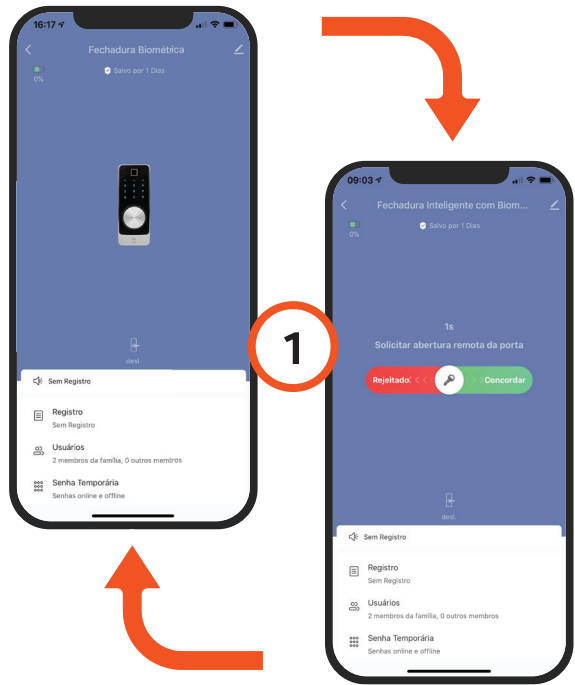 16:17
Fechadura Biométrica
0%
Salvo por 1 Dias
desl.
Sem Registro
Registro
Sem Registro
Usuários
2 membros da família, 0 outros membros
Senha Temporária
Senhas online e offline
1
09:03
Fechadura Inteligente com Biom...
0%
Salvo por 1 Dias
1s
Solicitar abertura remota da porta
Rejeitado < < > > Concordar
desl.
Sem Registro
Registro
Sem Registro
Usuários
2 membros da família, 0 outros membros
Senha Temporária
Senhas online e offline